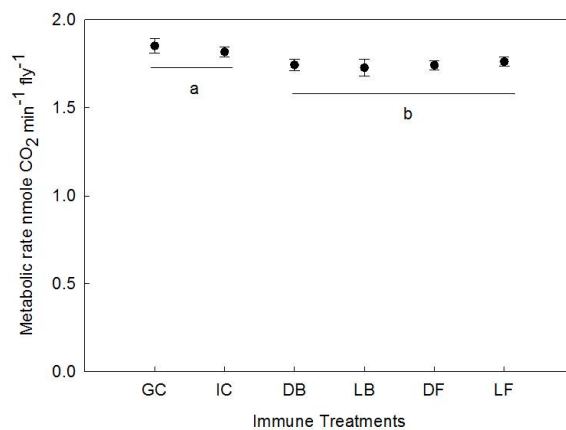 Metabolic rate nmole CO₂ min⁻¹ fly⁻¹
2.0
1.5
1.0
0.5
0.0
a
b
GC IC DB LB DF LF
Immune Treatments